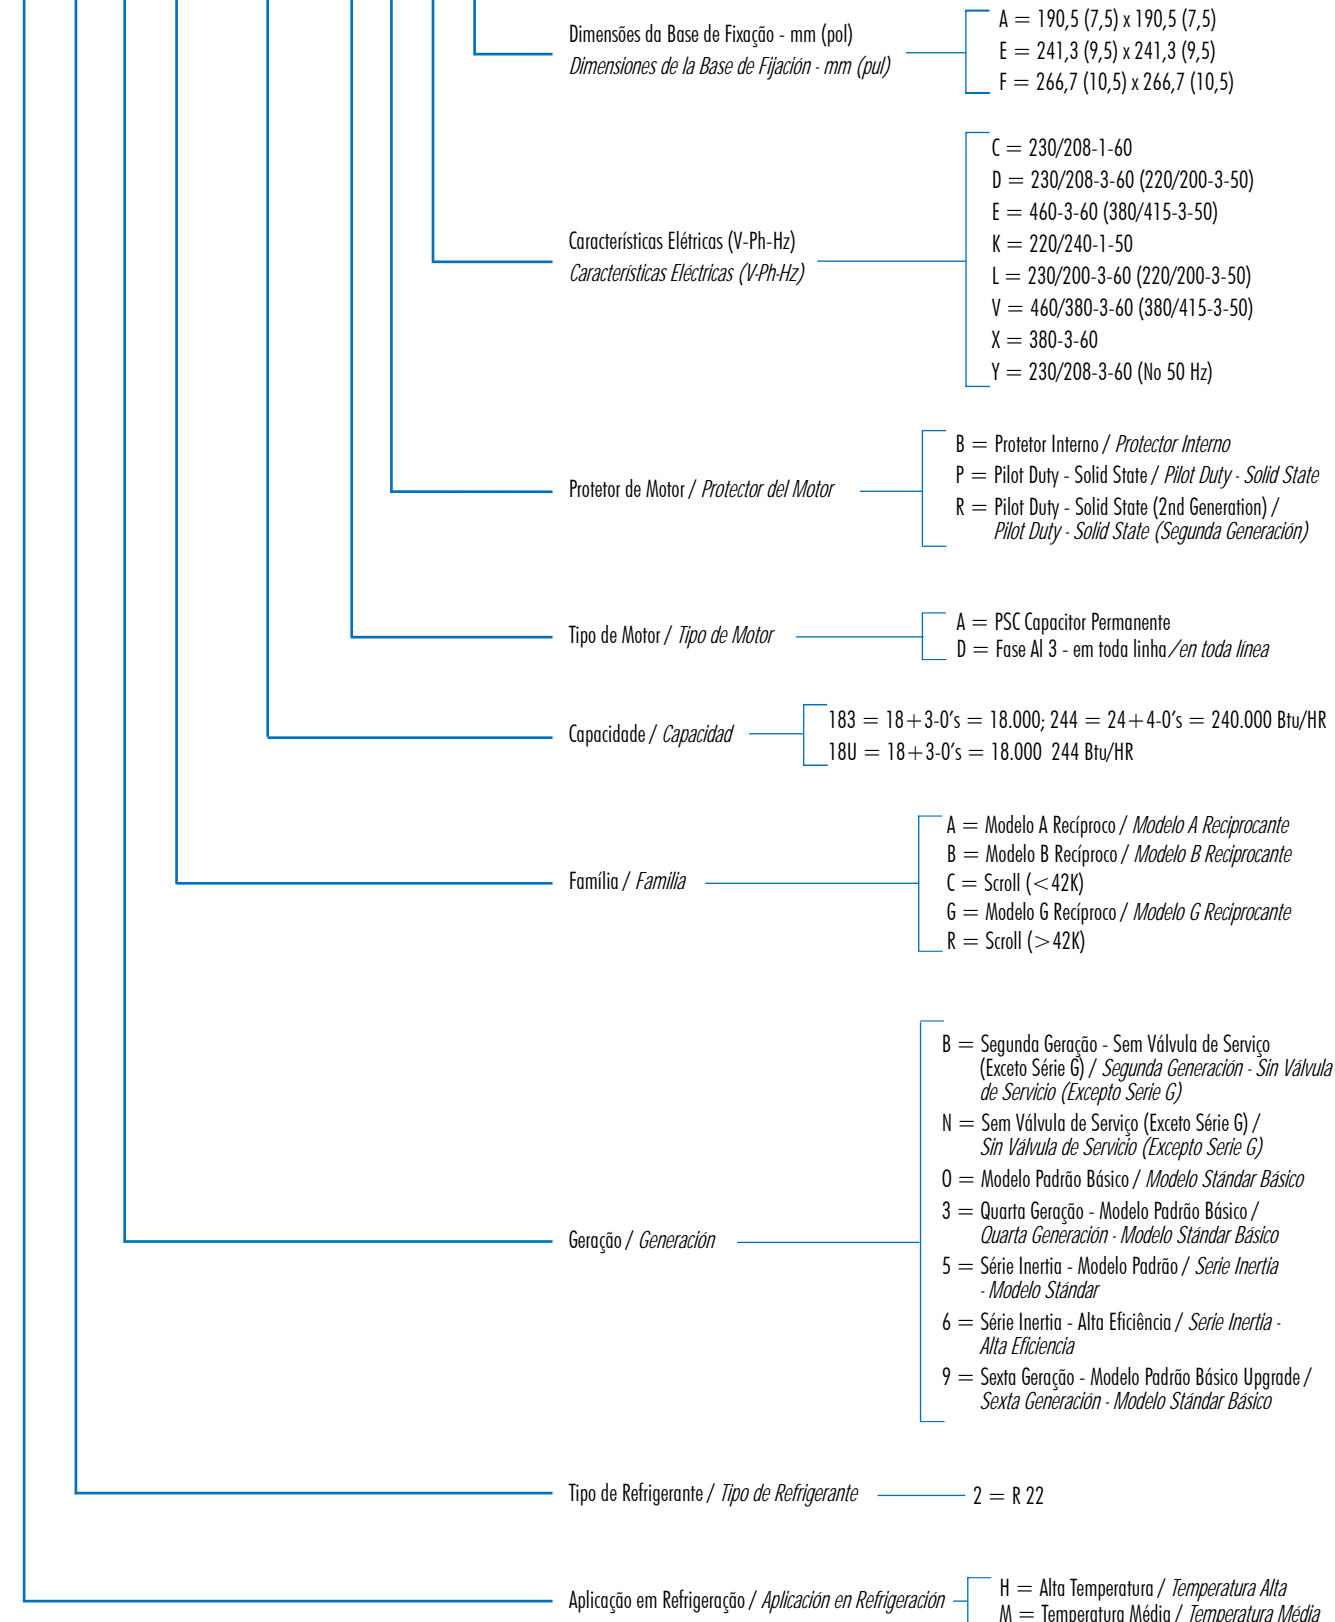 Dimensões da Base de Fixação - mm (pol)
Dimensiones de la Base de Fijación - mm (pul)
A = 190,5 (7,5) x 190,5 (7,5)
E = 241,3 (9,5) x 241,3 (9,5)
F = 266,7 (10,5) x 266,7 (10,5)
Características Elétricas (V-Ph-Hz)
Características Eléctricas (V-Ph-Hz)
C = 230/208-1-60
D = 230/208-3-60 (220/200-3-50)
E = 460-3-60 (380/415-3-50)
K = 220/240-1-50
L = 230/200-3-60 (220/200-3-50)
V = 460/380-3-60 (380/415-3-50)
X = 380-3-60
Y = 230/208-3-60 (No 50 Hz)
Protetor de Motor / Protector del Motor
B = Protetor Interno / Protector Interno
P = Pilot Duty - Solid State / Pilot Duty - Solid State
R = Pilot Duty - Solid State (2nd Generation) /
Pilot Duty - Solid State (Segunda Generación)
Tipo de Motor / Tipo de Motor
A = PSC Capacitor Permanente
D = Fase Al 3 - em toda linha/en toda línea
Capacidade / Capacidad
183 = 18+3-0's = 18.000; 244 = 24+4-0's = 240.000 Btu/HR
18U = 18+3-0's = 18.000 244 Btu/HR
Família / Familia
A = Modelo A Recíproco / Modelo A Reciprocante
B = Modelo B Recíproco / Modelo B Reciprocante
C = Scroll (<42K)
G = Modelo G Recíproco / Modelo G Reciprocante
R = Scroll (>42K)
Geração / Generación
B = Segunda Geração - Sem Válvula de Serviço
(Exceto Série G) / Segunda Generación - Sin Válvula
de Servicio (Excepto Serie G)
N = Sem Válvula de Serviço (Exceto Série G) /
Sin Válvula de Servicio (Excepto Serie G)
0 = Modelo Padrão Básico / Modelo Stándar Básico
3 = Quarta Geração - Modelo Padrão Básico /
Quarta Generación - Modelo Stándar Básico
5 = Série Inertia - Modelo Padrão / Serie Inertia
- Modelo Stándar
6 = Série Inertia - Alta Eficiência / Serie Inertia -
Alta Eficiencia
9 = Sexta Geração - Modelo Padrão Básico Upgrade /
Sexta Generación - Modelo Stándar Básico
Tipo de Refrigerante / Tipo de Refrigerante
2 = R 22
Aplicação em Refrigeração / Aplicación en Refrigeración
H = Alta Temperatura / Temperatura Alta
M = Temperatura Média / Temperatura Média